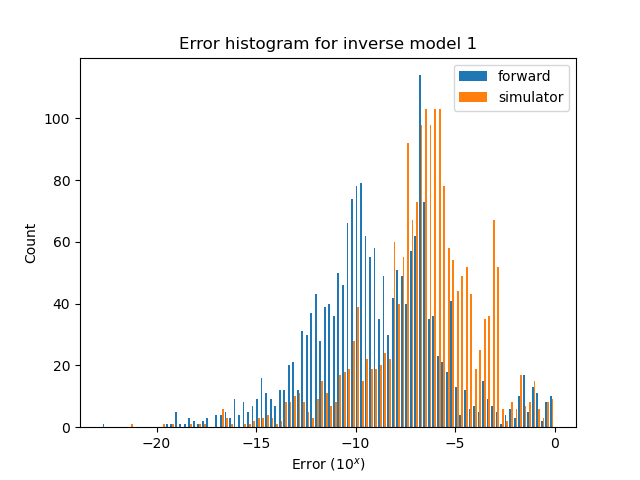 Error histogram for inverse model 1
forward
simulator
Count
100
80
60
40
20
0
−20
−15
−10
−5
0
Error (10^x)